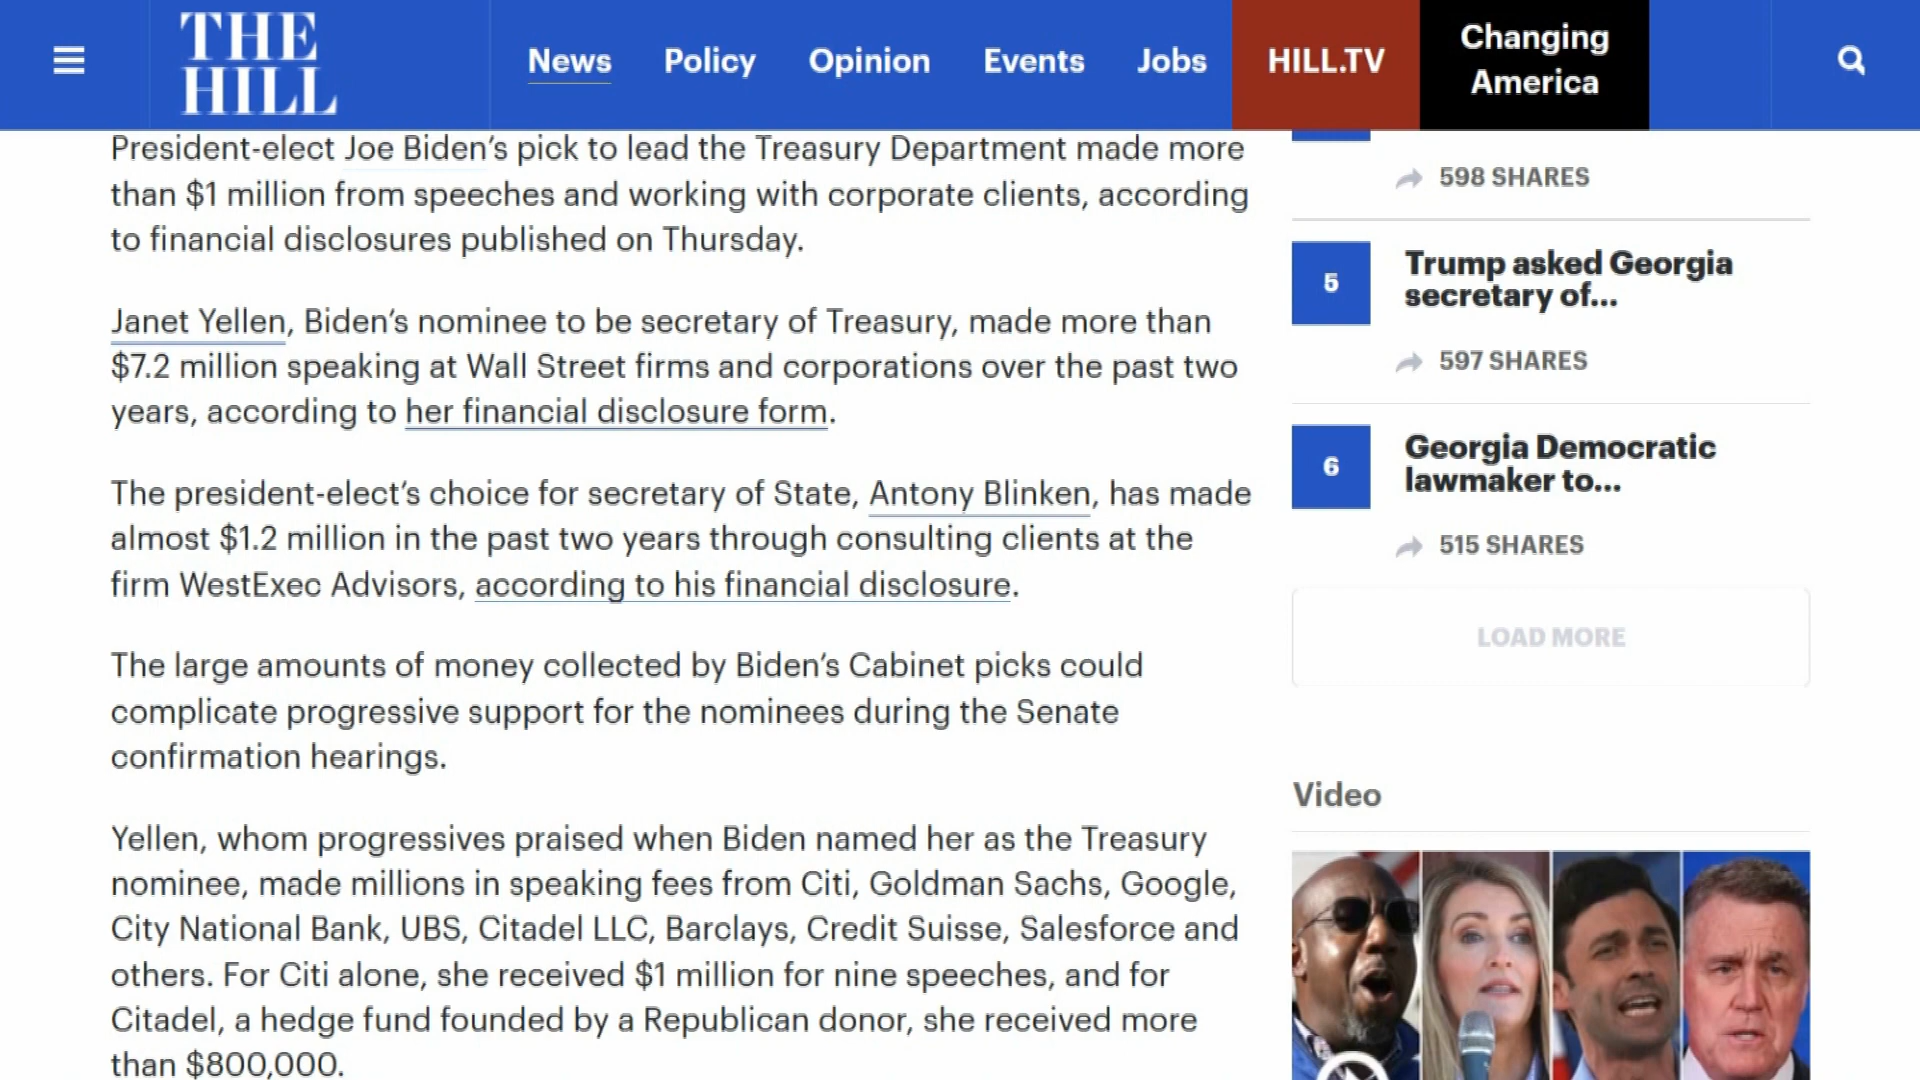 THE
HILL
News
Policy
Opinion
Events
Jobs
HILL.TV
Changing
America
President-elect Joe Biden’s pick to lead the Treasury Department made more
than $1 million from speeches and working with corporate clients, according
to financial disclosures published on Thursday.
Janet Yellen, Biden’s nominee to be secretary of Treasury, made more than
$7.2 million speaking at Wall Street firms and corporations over the past two
years, according to her financial disclosure form.
The president-elect’s choice for secretary of State, Antony Blinken, has made
almost $1.2 million in the past two years through consulting clients at the
firm WestExec Advisors, according to his financial disclosure.
The large amounts of money collected by Biden’s Cabinet picks could
complicate progressive support for the nominees during the Senate
confirmation hearings.
Yellen, whom progressives praised when Biden named her as the Treasury
nominee, made millions in speaking fees from Citi, Goldman Sachs, Google,
City National Bank, UBS, Citadel LLC, Barclays, Credit Suisse, Salesforce and
others. For Citi alone, she received $1 million for nine speeches, and for
Citadel, a hedge fund founded by a Republican donor, she received more
than $800,000.
598 SHARES
5
Trump asked Georgia
secretary of...
597 SHARES
6
Georgia Democratic
lawmaker to...
515 SHARES
LOAD MORE
Video